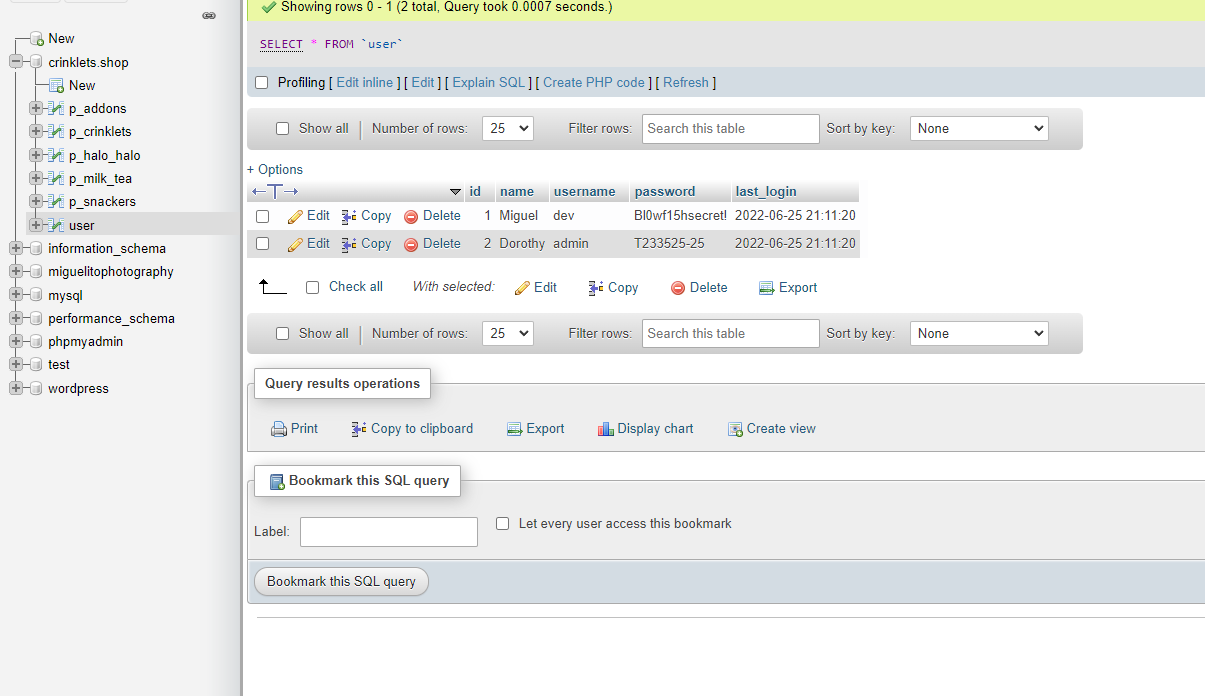 Showing rows 0 - 1 (2 total, Query took 0.0007 seconds.)
SELECT * FROM `user`
Profiling [ Edit inline ] [ Edit ] [ Explain SQL ] [ Create PHP code ] [ Refresh ]
New
crinklets.shop
New
p_addons
p_crinklets
p_halo_halo
p_milk_tea
p_snackers
user
information_schema
miguelitophotography
mysql
performance_schema
phpmyadmin
test
wordpress
Show all Number of rows: 25 Filter rows: Search this table Sort by key: None
+ Options
←T→ id name username password last_login
Edit Copy Delete 1 Miguel dev Bl0wf15hsecret! 2022-06-25 21:11:20
Edit Copy Delete 2 Dorothy admin T233525-25 2022-06-25 21:11:20
Check all With selected: Edit Copy Delete Export
Show all Number of rows: 25 Filter rows: Search this table Sort by key: None
Query results operations
Print Copy to clipboard Export Display chart Create view
Bookmark this SQL query
Label: Let every user access this bookmark
Bookmark this SQL query